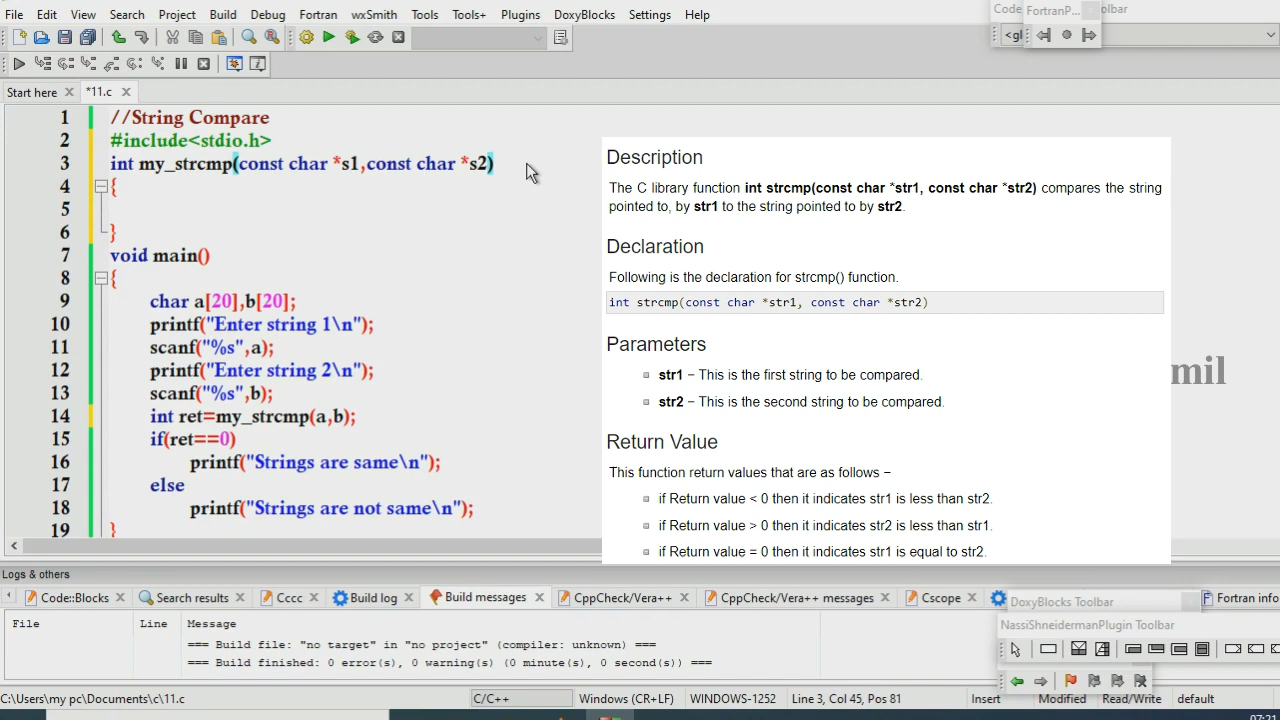 File Edit View Search Project Build Debug Fortran wxSmith Tools Tools+ Plugins DoxyBlocks Settings Help
Code FortranP... olbar
<gl
Start here *11.c
1 //String Compare
2 #include<stdio.h>
3 int my_strcmp(const char *s1,const char *s2)
4 {
5
6 }
7 void main()
8 {
9 char a[20],b[20];
10 printf("Enter string 1\n");
11 scanf("%s",a);
12 printf("Enter string 2\n");
13 scanf("%s",b);
14 int ret=my_strcmp(a,b);
15 if(ret==0)
16 printf("Strings are same\n");
17 else
18 printf("Strings are not same\n");
19 }
Description
The C library function int strcmp(const char *str1, const char *str2) compares the string
pointed to, by str1 to the string pointed to by str2.
Declaration
Following is the declaration for strcmp() function.
int strcmp(const char *str1, const char *str2)
Parameters
str1 − This is the first string to be compared.
str2 − This is the second string to be compared.
Return Value
This function return values that are as follows −
if Return value < 0 then it indicates str1 is less than str2.
if Return value > 0 then it indicates str2 is less than str1.
if Return value = 0 then it indicates str1 is equal to str2.
mil
Logs & others
Code::Blocks Search results Cccc Build log Build messages CppCheck/Vera++ CppCheck/Vera++ messages Cscope DoxyBlocks Toolbar Fortran info
File Line Message
NassiShneidermanPlugin Toolbar
=== Build file: "no target" in "no project" (compiler: unknown) ===
=== Build finished: 0 error(s), 0 warning(s) (0 minute(s), 0 second(s)) ===
C:\Users\my pc\Documents\c\11.c C/C++ Windows (CR+LF) WINDOWS-1252 Line 3, Col 45, Pos 81 Insert Modified Read/Write default